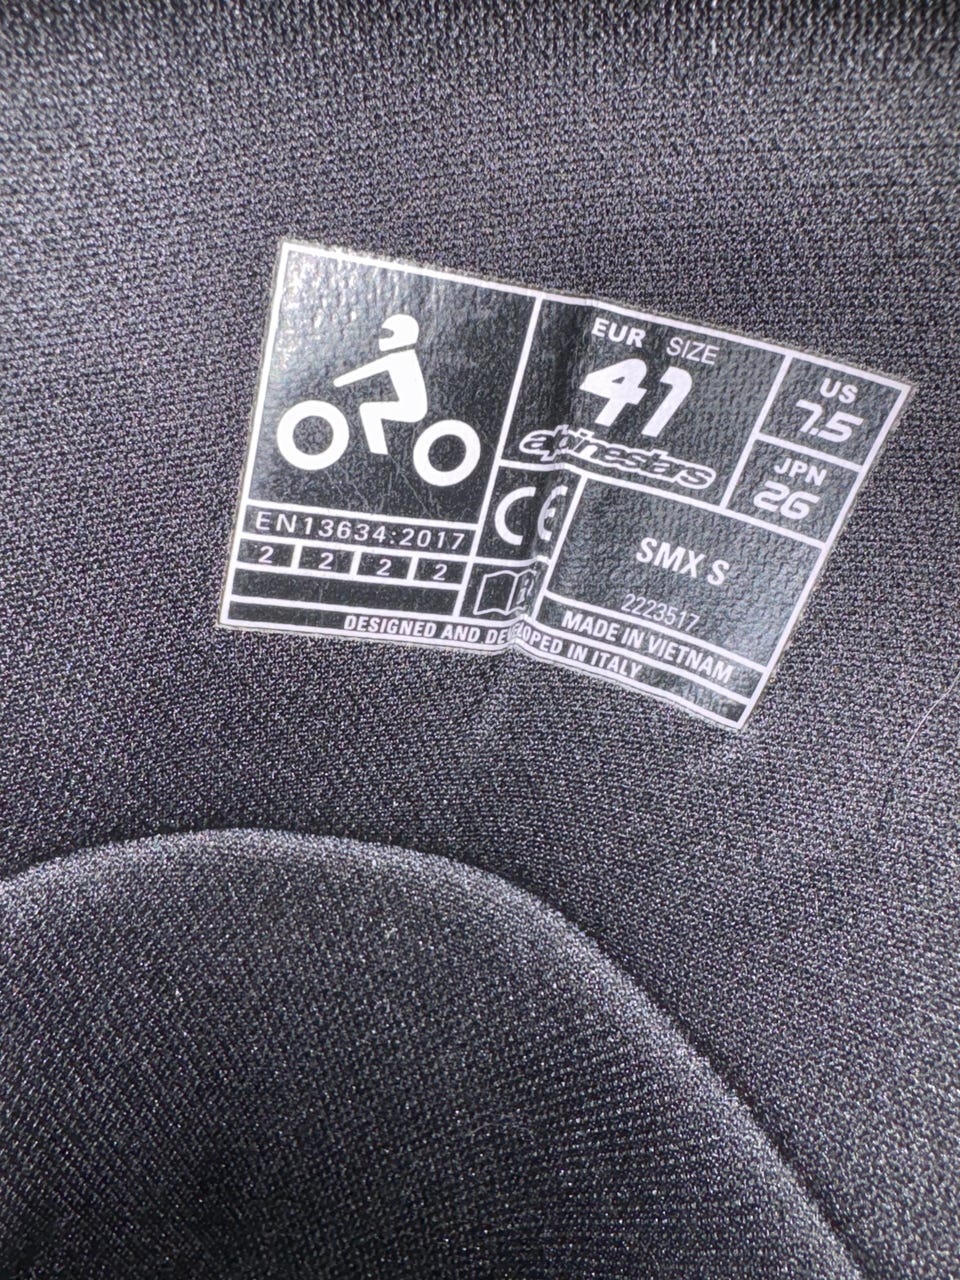 EUR SIZE
41
alpinestars
US
7.5
JPN
26
EN13634:2017
2 2 2 2
CE
SMX S
2223517
MADE IN VIETNAM
DESIGNED AND DEVELOPED IN ITALY